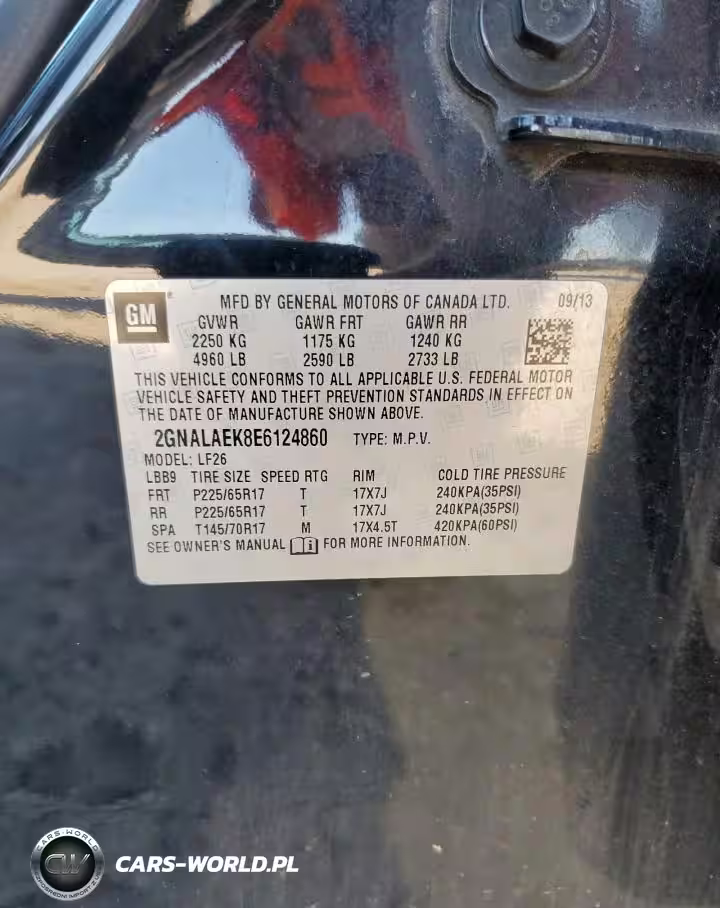 GM
MFD BY GENERAL MOTORS OF CANADA LTD. 09/13
GVWR GAWR FRT GAWR RR
2250 KG 1175 KG 1240 KG
4960 LB 2590 LB 2733 LB
THIS VEHICLE CONFORMS TO ALL APPLICABLE U.S. FEDERAL MOTOR
VEHICLE SAFETY AND THEFT PREVENTION STANDARDS IN EFFECT ON
THE DATE OF MANUFACTURE SHOWN ABOVE.
2GNALAEK8E6124860 TYPE: M.P.V.
MODEL: LF26
LBB9 TIRE SIZE SPEED RTG RIM COLD TIRE PRESSURE
FRT P225/65R17 T 17X7J 240KPA(35PSI)
RR P225/65R17 T 17X7J 240KPA(35PSI)
SPA T145/70R17 M 17X4.5T 420KPA(60PSI)
SEE OWNER'S MANUAL FOR MORE INFORMATION.
CARS-WORLD
CW
CARS-WORLD.PL